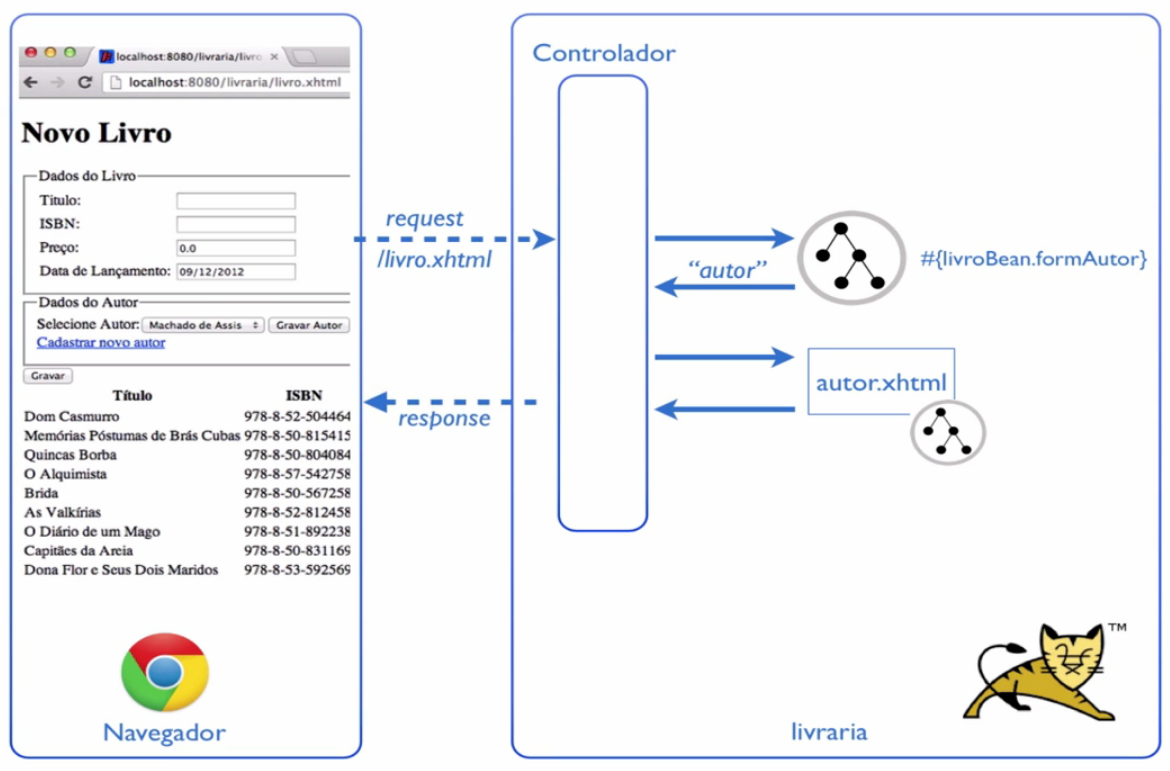 localhost:8080/livraria/livro
localhost:8080/livraria/livro.xhtml
Novo Livro
Dados do Livro
Titulo:
ISBN:
Preço: 0.0
Data de Lançamento: 09/12/2012
Dados do Autor
Selecione Autor: Machado de Assis Gravar Autor
Cadastrar novo autor
Gravar
Título ISBN
Dom Casmurro 978-8-52-504464
Memórias Póstumas de Brás Cubas 978-8-50-815415
Quincas Borba 978-8-50-804084
O Alquimista 978-8-57-542758
Brida 978-8-50-567258
As Valkírias 978-8-52-812458
O Diário de um Mago 978-8-51-892238
Capitães da Areia 978-8-50-831169
Dona Flor e Seus Dois Maridos 978-8-53-592569
Navegador
request
/livro.xhtml
response
Controlador
"autor"
#{livroBean.formAutor}
autor.xhtml
TM
livraria